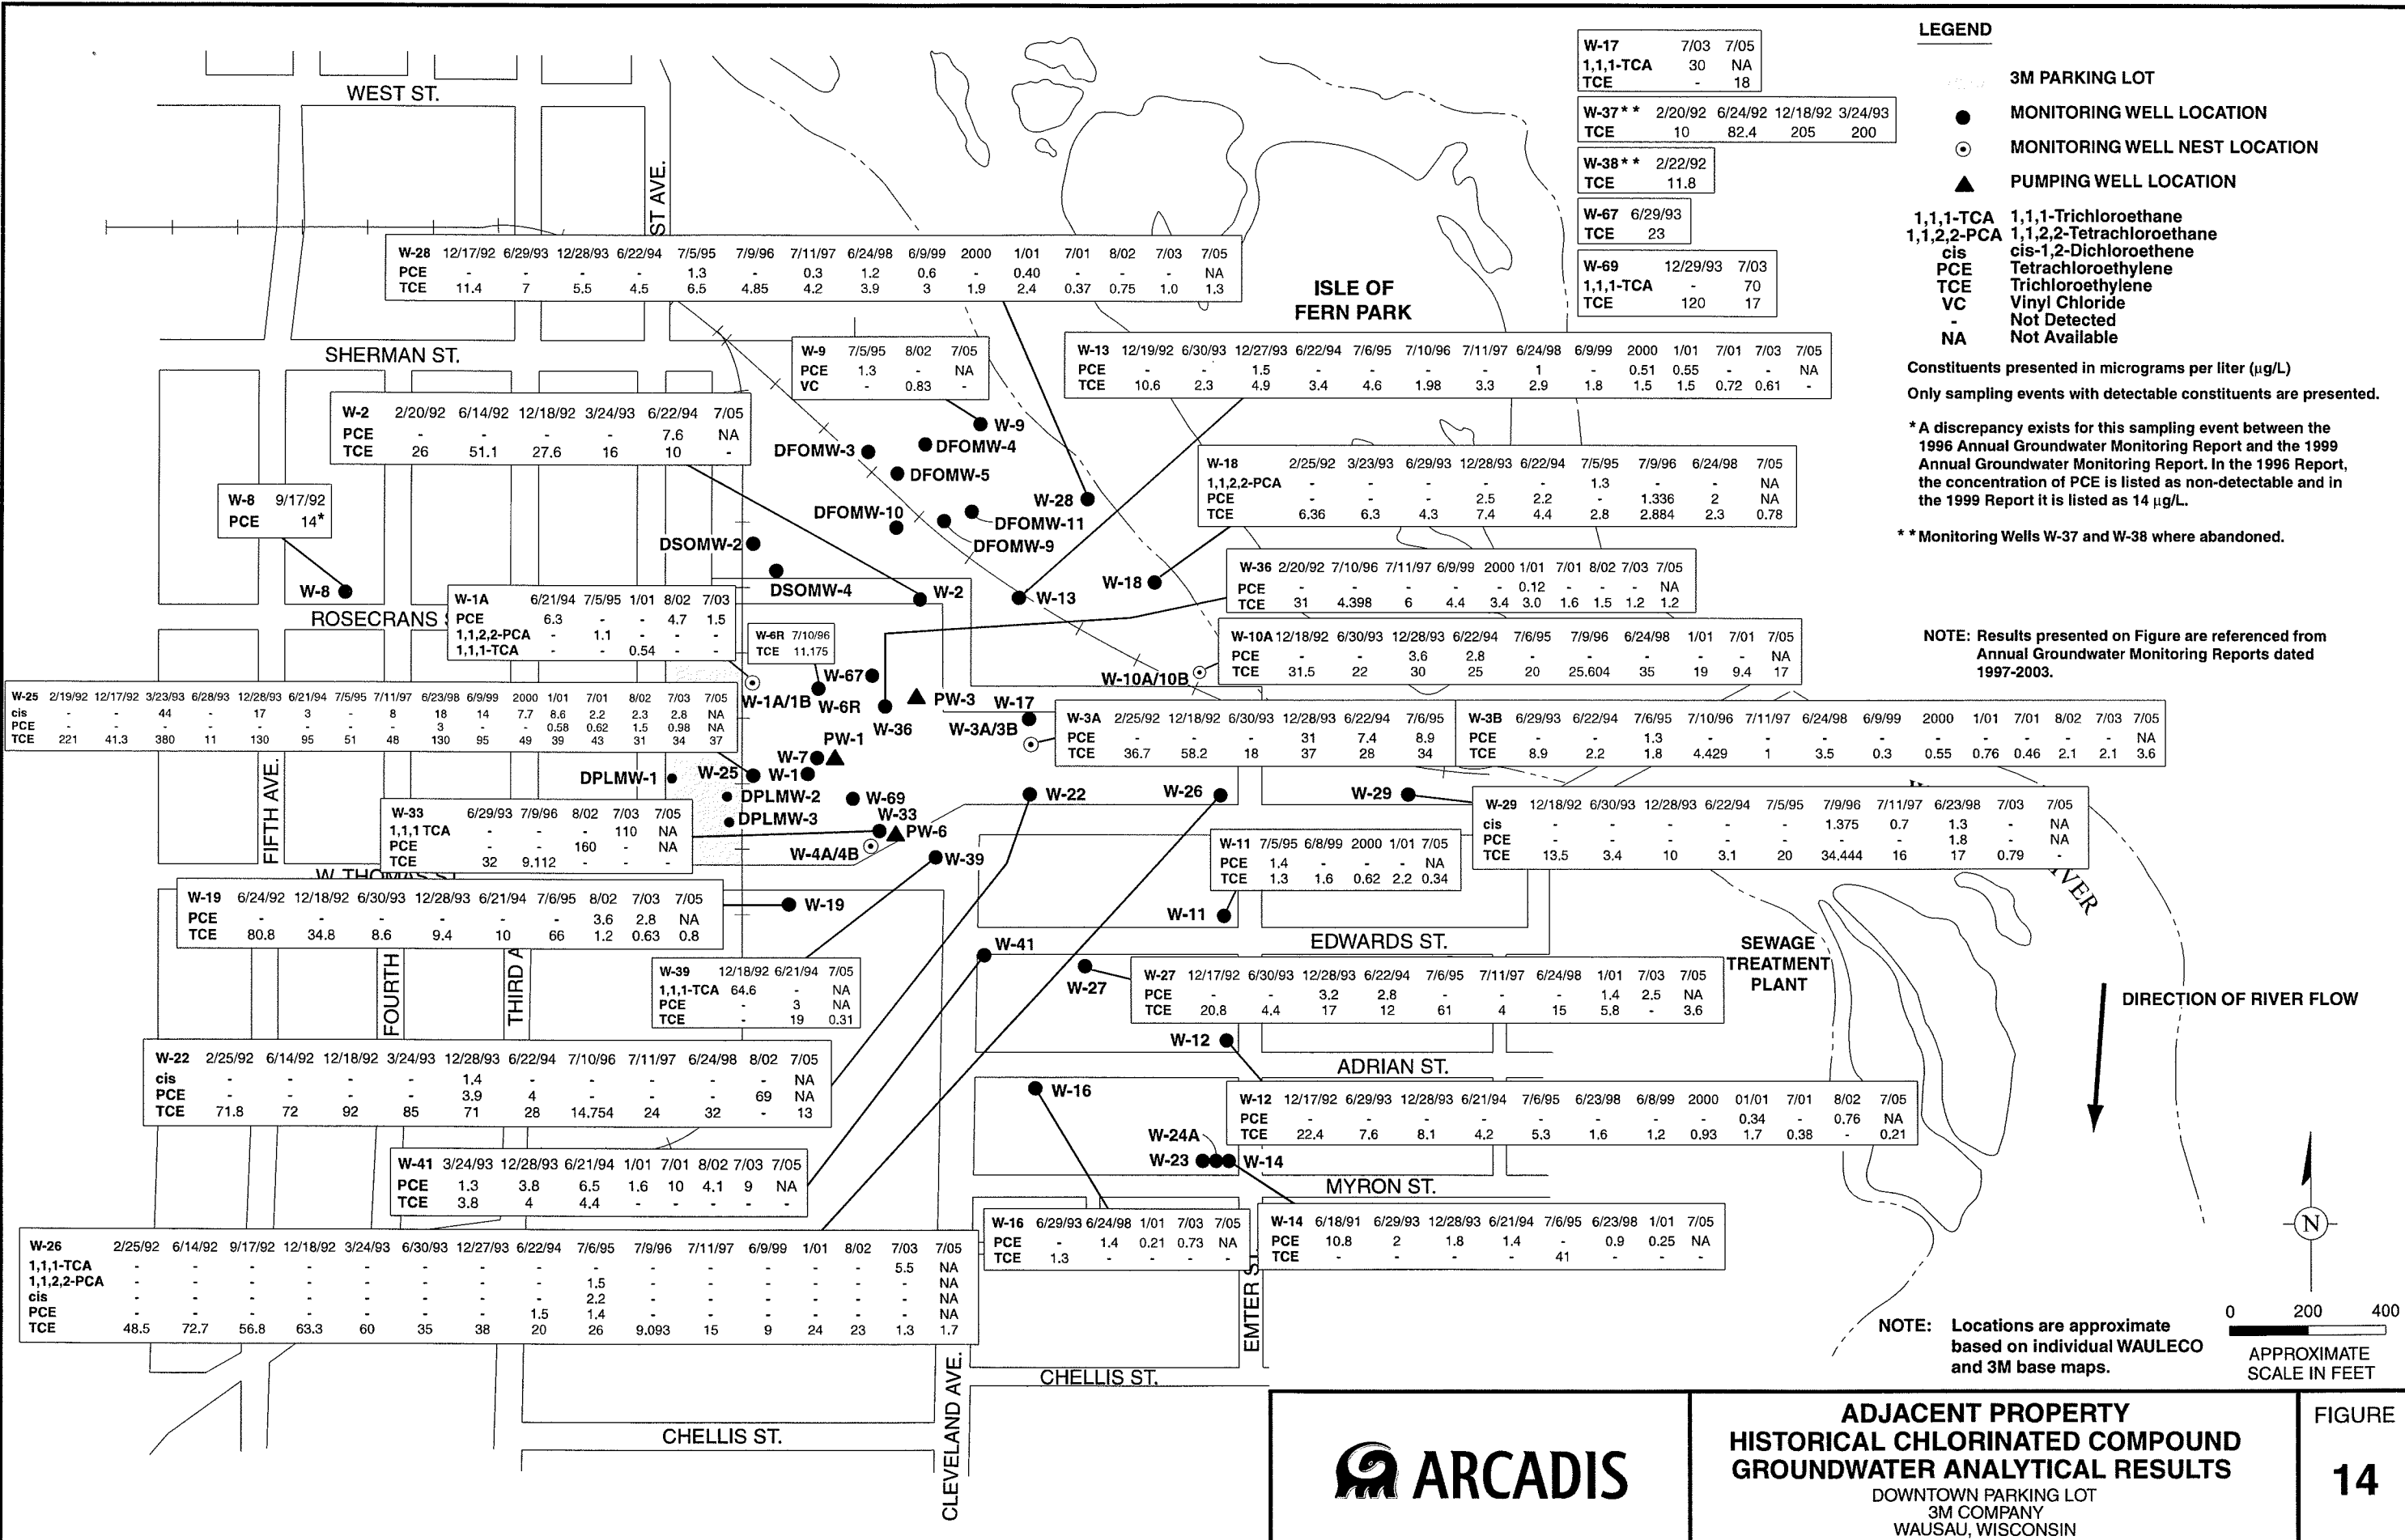 WEST ST.
ST AVE.
W-28 12/17/92 6/29/93 12/28/93 6/22/94 7/5/95 7/9/96 7/11/97 6/24/98 6/9/99 2000 1/01 7/01 8/02 7/03 7/05
PCE - - - - 1.3 - 0.3 1.2 0.6 - 0.40 - - - NA
TCE 11.4 7 5.5 4.5 6.5 4.85 4.2 3.9 3 1.9 2.4 0.37 0.75 1.0 1.3
W-17 7/03 7/05
1,1,1-TCA 30 NA
TCE - 18
W-37** 2/20/92 6/24/92 12/18/92 3/24/93
TCE 10 82.4 205 200
W-38** 2/22/92
TCE 11.8
W-67 6/29/93
TCE 23
W-69 12/29/93 7/03
1,1,1-TCA - 70
TCE 120 17
LEGEND
3M PARKING LOT
MONITORING WELL LOCATION
MONITORING WELL NEST LOCATION
PUMPING WELL LOCATION
1,1,1-TCA 1,1,1-Trichloroethane
1,1,2,2-PCA 1,1,2,2-Tetrachloroethane
cis cis-1,2-Dichloroethene
PCE Tetrachloroethylene
TCE Trichloroethylene
VC Vinyl Chloride
- Not Detected
NA Not Available
Constituents presented in micrograms per liter (µg/L)
Only sampling events with detectable constituents are presented.
*A discrepancy exists for this sampling event between the
1996 Annual Groundwater Monitoring Report and the 1999
Annual Groundwater Monitoring Report. In the 1996 Report,
the concentration of PCE is listed as non-detectable and in
the 1999 Report it is listed as 14 µg/L.
**Monitoring Wells W-37 and W-38 where abandoned.
NOTE: Results presented on Figure are referenced from
Annual Groundwater Monitoring Reports dated
1997-2003.
ISLE OF
FERN PARK
SHERMAN ST.
W-9 7/5/95 8/02 7/05
PCE 1.3 - NA
VC - 0.83 -
W-13 12/19/92 6/30/93 12/27/93 6/22/94 7/6/95 7/10/96 7/11/97 6/24/98 6/9/99 2000 1/01 7/01 7/03 7/05
PCE - - 1.5 - - - - 1 - 0.51 0.55 - - NA
TCE 10.6 2.3 4.9 3.4 4.6 1.98 3.3 2.9 1.8 1.5 1.5 0.72 0.61 -
W-2 2/20/92 6/14/92 12/18/92 3/24/93 6/22/94 7/05
PCE - - - - 7.6 NA
TCE 26 51.1 27.6 16 10 -
W-9
DFOMW-4
DFOMW-3
DFOMW-5
W-28
DFOMW-10
DFOMW-11
DFOMW-9
DSOMW-2
DSOMW-4
W-18 2/25/92 3/23/93 6/29/93 12/28/93 6/22/94 7/5/95 7/9/96 6/24/98 7/05
1,1,2,2-PCA - - - - - 1.3 - - NA
PCE - - - 2.5 2.2 - 1.336 2 NA
TCE 6.36 6.3 4.3 7.4 4.4 2.8 2.884 2.3 0.78
W-8 9/17/92
PCE 14*
W-8
W-2
W-13
W-18
W-36 2/20/92 7/10/96 7/11/97 6/9/99 2000 1/01 7/01 8/02 7/03 7/05
PCE - - - - - 0.12 - - - NA
TCE 31 4.398 6 4.4 3.4 3.0 1.6 1.5 1.2 1.2
ROSECRANS S
W-1A 6/21/94 7/5/95 1/01 8/02 7/03
PCE 6.3 - - 4.7 1.5
1,1,2,2-PCA - 1.1 - - -
1,1,1-TCA - - 0.54 - -
W-6R 7/10/96
TCE 11.175
W-10A 12/18/92 6/30/93 12/28/93 6/22/94 7/6/95 7/9/96 6/24/98 1/01 7/01 7/05
PCE - - 3.6 2.8 - - - - - NA
TCE 31.5 22 30 25 20 25.604 35 19 9.4 17
W-10A/10B
W-67
W-1A/1B
W-6R
W-36
PW-3
W-17
W-3A/3B
W-25 2/19/92 12/17/92 3/23/93 6/28/93 12/28/93 6/21/94 7/5/95 7/11/97 6/23/98 6/9/99 2000 1/01 7/01 8/02 7/03 7/05
cis - - 44 - 17 3 - 8 18 14 7.7 8.6 2.2 2.3 2.8 NA
PCE - - - - - - - - 3 - - 0.58 0.62 1.5 0.98 NA
TCE 221 41.3 380 11 130 95 51 48 130 95 49 39 43 31 34 37
W-3A 2/25/92 12/18/92 6/30/93 12/28/93 6/22/94 7/6/95
PCE - - - 31 7.4 8.9
TCE 36.7 58.2 18 37 28 34
W-3B 6/29/93 6/22/94 7/6/95 7/10/96 7/11/97 6/24/98 6/9/99 2000 1/01 7/01 8/02 7/03 7/05
PCE - - 1.3 - - - - - - - - - NA
TCE 8.9 2.2 1.8 4.429 1 3.5 0.3 0.55 0.76 0.46 2.1 2.1 3.6
PW-1
W-7
W-1
W-25
DPLMW-1
DPLMW-2
DPLMW-3
W-69
W-33
PW-6
W-4A/4B
W-39
W-22
W-26
W-29
FIFTH AVE.
W-33 6/29/93 7/9/96 8/02 7/03 7/05
1,1,1 TCA - - - 110 NA
PCE - - 160 - NA
TCE 32 9.112 - - -
W-29 12/18/92 6/30/93 12/28/93 6/22/94 7/5/95 7/9/96 7/11/97 6/23/98 7/03 7/05
cis - - - - - 1.375 0.7 1.3 - NA
PCE - - - - - - - 1.8 - NA
TCE 13.5 3.4 10 3.1 20 34.444 16 17 0.79 -
W-11 7/5/95 6/8/99 2000 1/01 7/05
PCE 1.4 - - - NA
TCE 1.3 1.6 0.62 2.2 0.34
IVER
W. THOMAS ST
W-19 6/24/92 12/18/92 6/30/93 12/28/93 6/21/94 7/6/95 8/02 7/03 7/05
PCE - - - - - - 3.6 2.8 NA
TCE 80.8 34.8 8.6 9.4 10 66 1.2 0.63 0.8
W-19
W-11
EDWARDS ST.
W-41
W-27
FOURTH
THIRD A
W-39 12/18/92 6/21/94 7/05
1,1,1-TCA 64.6 - NA
PCE - 3 NA
TCE - 19 0.31
W-27 12/17/92 6/30/93 12/28/93 6/22/94 7/6/95 7/11/97 6/24/98 1/01 7/03 7/05
PCE - - 3.2 2.8 - - - 1.4 2.5 NA
TCE 20.8 4.4 17 12 61 4 15 5.8 - 3.6
SEWAGE
TREATMENT
PLANT
DIRECTION OF RIVER FLOW
W-12
ADRIAN ST.
W-22 2/25/92 6/14/92 12/18/92 3/24/93 12/28/93 6/22/94 7/10/96 7/11/97 6/24/98 8/02 7/05
cis - - - - 1.4 - - - - - NA
PCE - - - - 3.9 4 - - - 69 NA
TCE 71.8 72 92 85 71 28 14.754 24 32 - 13
W-16
W-12 12/17/92 6/29/93 12/28/93 6/21/94 7/6/95 6/23/98 6/8/99 2000 01/01 7/01 8/02 7/05
PCE - - - - - - - - 0.34 - 0.76 NA
TCE 22.4 7.6 8.1 4.2 5.3 1.6 1.2 0.93 1.7 0.38 - 0.21
W-24A
W-23
W-14
MYRON ST.
W-41 3/24/93 12/28/93 6/21/94 1/01 7/01 8/02 7/03 7/05
PCE 1.3 3.8 6.5 1.6 10 4.1 9 NA
TCE 3.8 4 4.4 - - - - -
W-16 6/29/93 6/24/98 1/01 7/03 7/05
PCE - 1.4 0.21 0.73 NA
TCE 1.3 - - - -
W-14 6/18/91 6/29/93 12/28/93 6/21/94 7/6/95 6/23/98 1/01 7/05
PCE 10.8 2 1.8 1.4 - 0.9 0.25 NA
TCE - - - - 41 - - -
W-26 2/25/92 6/14/92 9/17/92 12/18/92 3/24/93 6/30/93 12/27/93 6/22/94 7/6/95 7/9/96 7/11/97 6/9/99 1/01 8/02 7/03 7/05
1,1,1-TCA - - - - - - - - - - - - - - 5.5 NA
1,1,2,2-PCA - - - - - - - - 1.5 - - - - - - NA
cis - - - - - - - - 2.2 - - - - - - NA
PCE - - - - - - - 1.5 1.4 - - - - - - NA
TCE 48.5 72.7 56.8 63.3 60 35 38 20 26 9.093 15 9 24 23 1.3 1.7
EMTER S
CLEVELAND AVE.
CHELLIS ST.
CHELLIS ST.
N
NOTE: Locations are approximate
based on individual WAULECO
and 3M base maps.
0 200 400
APPROXIMATE
SCALE IN FEET
ARCADIS
ADJACENT PROPERTY
HISTORICAL CHLORINATED COMPOUND
GROUNDWATER ANALYTICAL RESULTS
DOWNTOWN PARKING LOT
3M COMPANY
WAUSAU, WISCONSIN
FIGURE
14